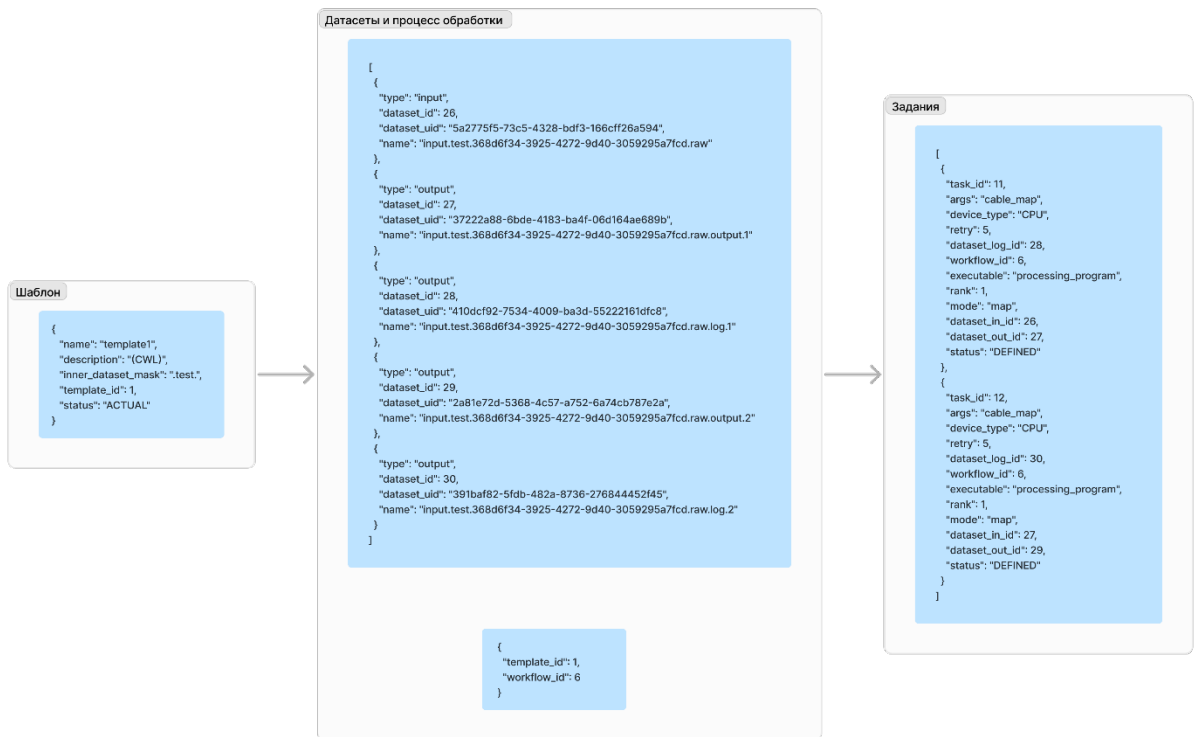 Шаблон
{
"name": "template1",
"description": "(CWL)",
"inner_dataset_mask": ".test.",
"template_id": 1,
"status": "ACTUAL"
}
Датасеты и процесс обработки
[
{
"type": "input",
"dataset_id": 26,
"dataset_uid": "5a2775f5-73c5-4328-bdf3-166cff26a594",
"name": "input.test.368d6f34-3925-4272-9d40-3059295a7fcd.raw"
},
{
"type": "output",
"dataset_id": 27,
"dataset_uid": "37222a88-6bde-4183-ba4f-06d164ae689b",
"name": "input.test.368d6f34-3925-4272-9d40-3059295a7fcd.raw.output.1"
},
{
"type": "output",
"dataset_id": 28,
"dataset_uid": "410dcf92-7534-4009-ba3d-55222161dfc8",
"name": "input.test.368d6f34-3925-4272-9d40-3059295a7fcd.raw.log.1"
},
{
"type": "output",
"dataset_id": 29,
"dataset_uid": "2a81e72d-5368-4c57-a752-6a74cb787e2a",
"name": "input.test.368d6f34-3925-4272-9d40-3059295a7fcd.raw.output.2"
},
{
"type": "output",
"dataset_id": 30,
"dataset_uid": "391baf82-5fdb-482a-8736-276844452f45",
"name": "input.test.368d6f34-3925-4272-9d40-3059295a7fcd.raw.log.2"
}
]
{
"template_id": 1,
"workflow_id": 6
}
Задания
[
{
"task_id": 11,
"args": "cable_map",
"device_type": "CPU",
"retry": 5,
"dataset_log_id": 28,
"workflow_id": 6,
"executable": "processing_program",
"rank": 1,
"mode": "map",
"dataset_in_id": 26,
"dataset_out_id": 27,
"status": "DEFINED"
},
{
"task_id": 12,
"args": "cable_map",
"device_type": "CPU",
"retry": 5,
"dataset_log_id": 30,
"workflow_id": 6,
"executable": "processing_program",
"rank": 1,
"mode": "map",
"dataset_in_id": 27,
"dataset_out_id": 29,
"status": "DEFINED"
}
]